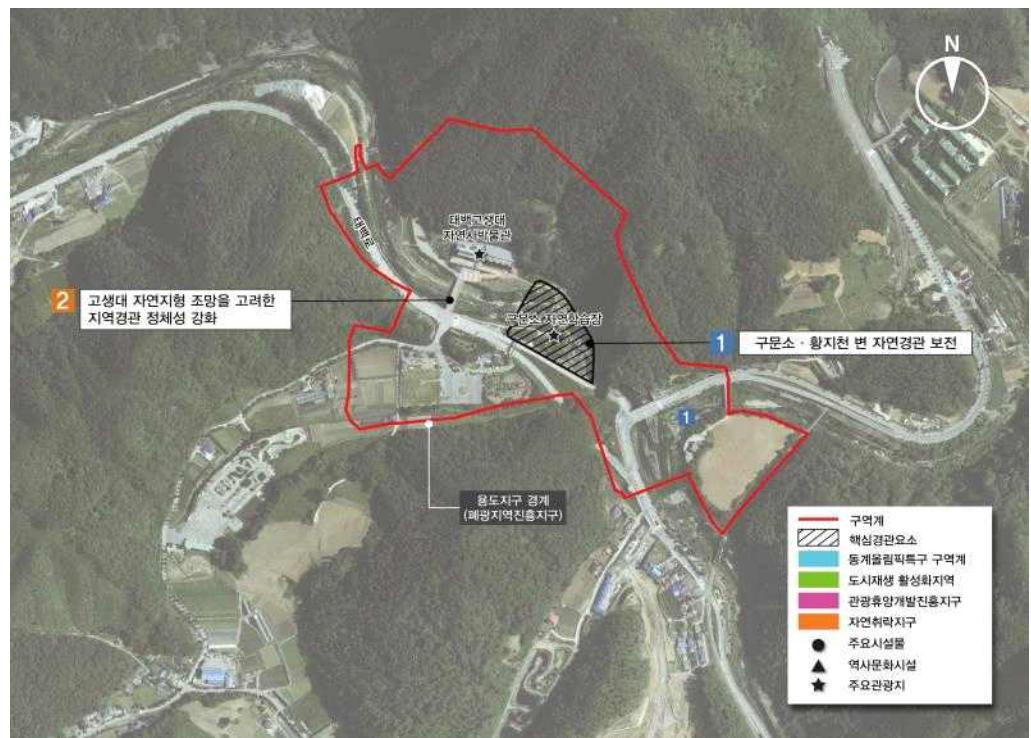 N
태백로
태백고생대
자연사박물관
2
고생대 자연지형 조망을 고려한
지역경관 정체성 강화
구문소 자연학습장
1
구문소 · 황지천 변 자연경관 보전
1
용도지구 경계
(폐광지역진흥지구)
구역계
핵심경관요소
동계올림픽특구 구역계
도시재생 활성화지역
관광휴양개발진흥지구
자연취락지구
주요시설물
역사문화시설
주요관광지